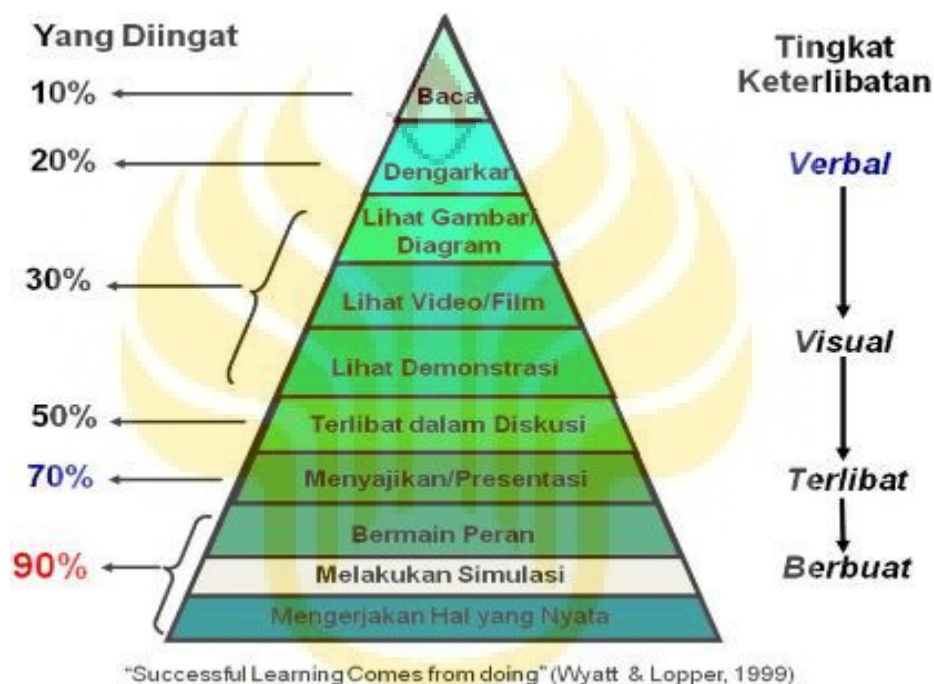 Yang Diingat
Tingkat
Keterlibatan
10%
Baca
20%
Dengarkan
Verbal
Lihat Gambar/
Diagram
30%
Lihat Video/Film
Visual
Lihat Demonstrasi
50%
Terlibat dalam Diskusi
70%
Menyajikan/Presentasi
Terlibat
Bermain Peran
90%
Melakukan Simulasi
Berbuat
Mengerjakan Hal yang Nyata
“Successful Learning Comes from doing” (Wyatt & Lopper, 1999)